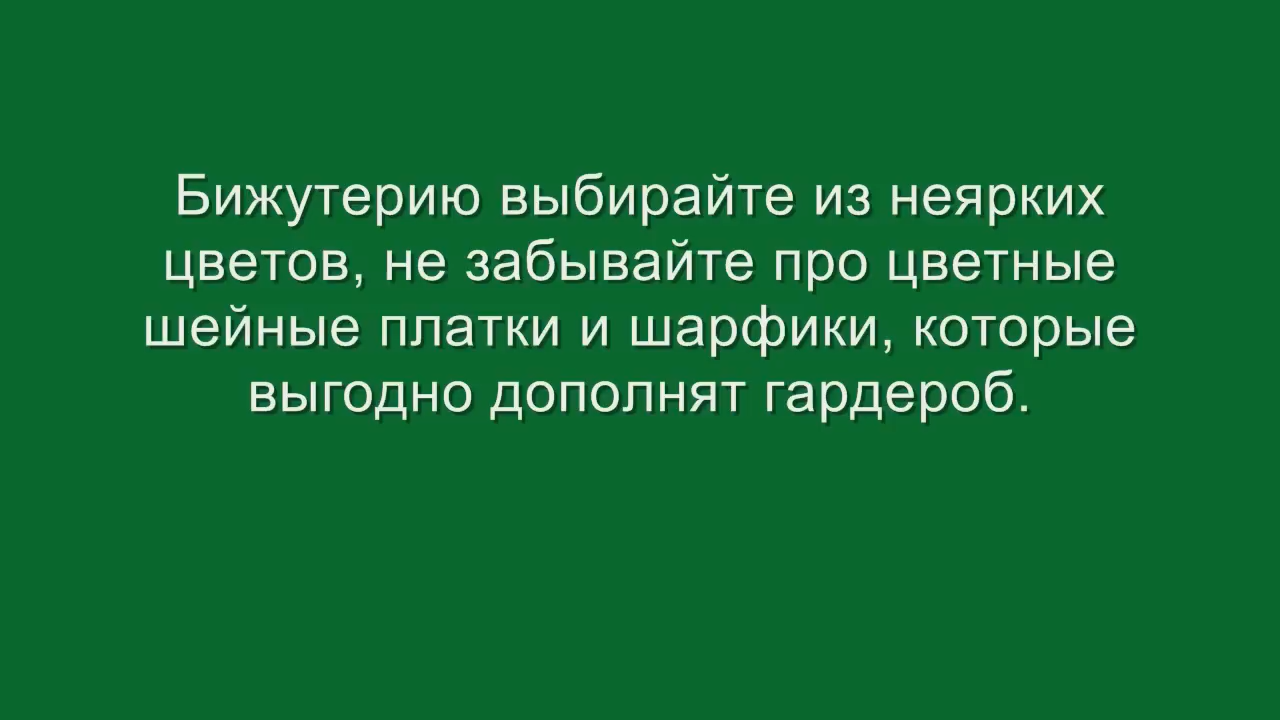 Бижутерию выбирайте из неярких
цветов, не забывайте про цветные
шейные платки и шарфики, которые
выгодно дополнят гардероб.